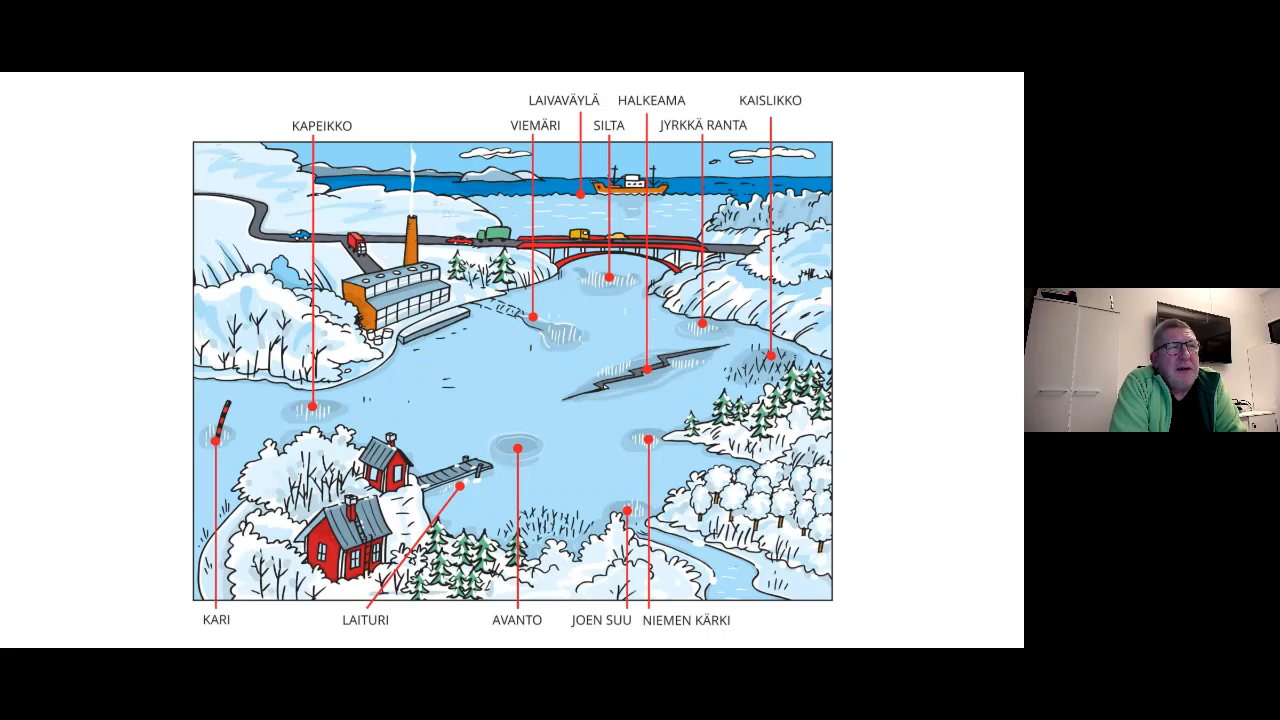 LAIVAVÄYLÄ HALKEAMA KAISLIKKO
KAPEIKKO VIEMÄRI SILTA JYRKKÄ RANTA
KARI LAITURI AVANTO JOEN SUU NIEMEN KÄRKI